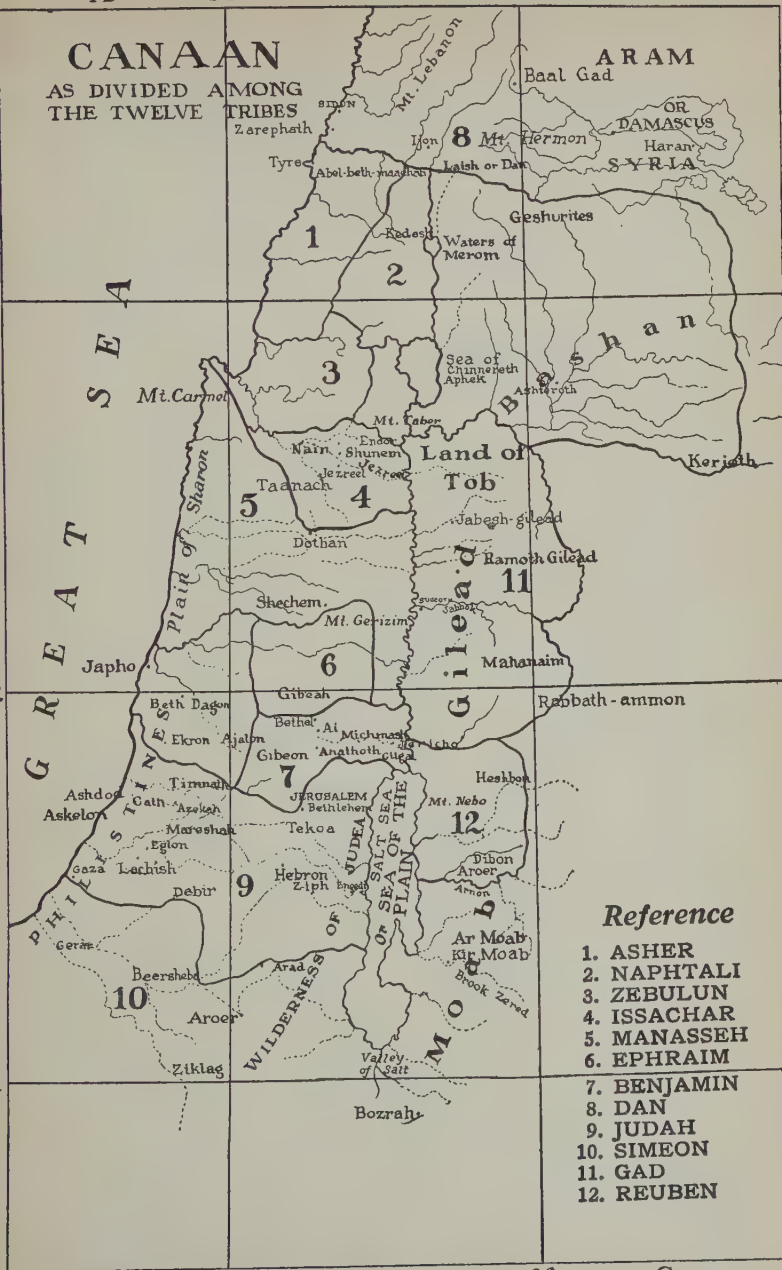 CANAAN
AS DIVIDED AMONG
THE TWELVE TRIBES
ARAM
Mt. Lebanon
Baal Gad
SIDON
Zarephath
OR
DAMASCUS
Ijon
8
Mt. Hermon
Haran
SYRIA
Tyre
Abel-beth-maachah
Laish or Dan
Geshurites
1
Kedesh
Waters of
Merom
2
GREAT SEA
Bashan
3
Sea of
Chinnereth
Aphek
Ashteroth
Mt. Carmel
Mt. Tabor
Endor
Nain
Shunem
Jezreel
Jezreel
Land of
Tob
Kerioth
Plain of Sharon
Taanach
5
4
Jabesh-gilead
Dothan
Ramoth Gilead
11
Gilead
Succoth
Jabbok
Shechem
Mt. Gerizim
6
Mahanaim
Japho
Gibeah
Rabbath-ammon
Beth Dagon
Bethel
Ai
Michmash
Ekron
Ajalon
Gibeon
Anathoth
Gilgal
Jericho
7
Heshbon
Timnath
Ashdod
Gath
Azekah
JERUSALEM
Bethlehem
Mt. Nebo
12
Askelon
Mareshah
Tekoa
Eglon
PHILISTINES
Gaza
Lachish
Hebron
Ziph
Engedi
SALT SEA
Or SEA OF THE
PLAIN
Dibon
Aroer
Arnon
Debir
9
WILDERNESS OF JUDEA
Gerar
Ar Moab
Kir Moab
Beersheba
Arad
Brook Zered
10
Aroer
Moab
Ziklag
Valley
of Salt
Bozrah
Reference
1. ASHER
2. NAPHTALI
3. ZEBULUN
4. ISSACHAR
5. MANASSEH
6. EPHRAIM
7. BENJAMIN
8. DAN
9. JUDAH
10. SIMEON
11. GAD
12. REUBEN